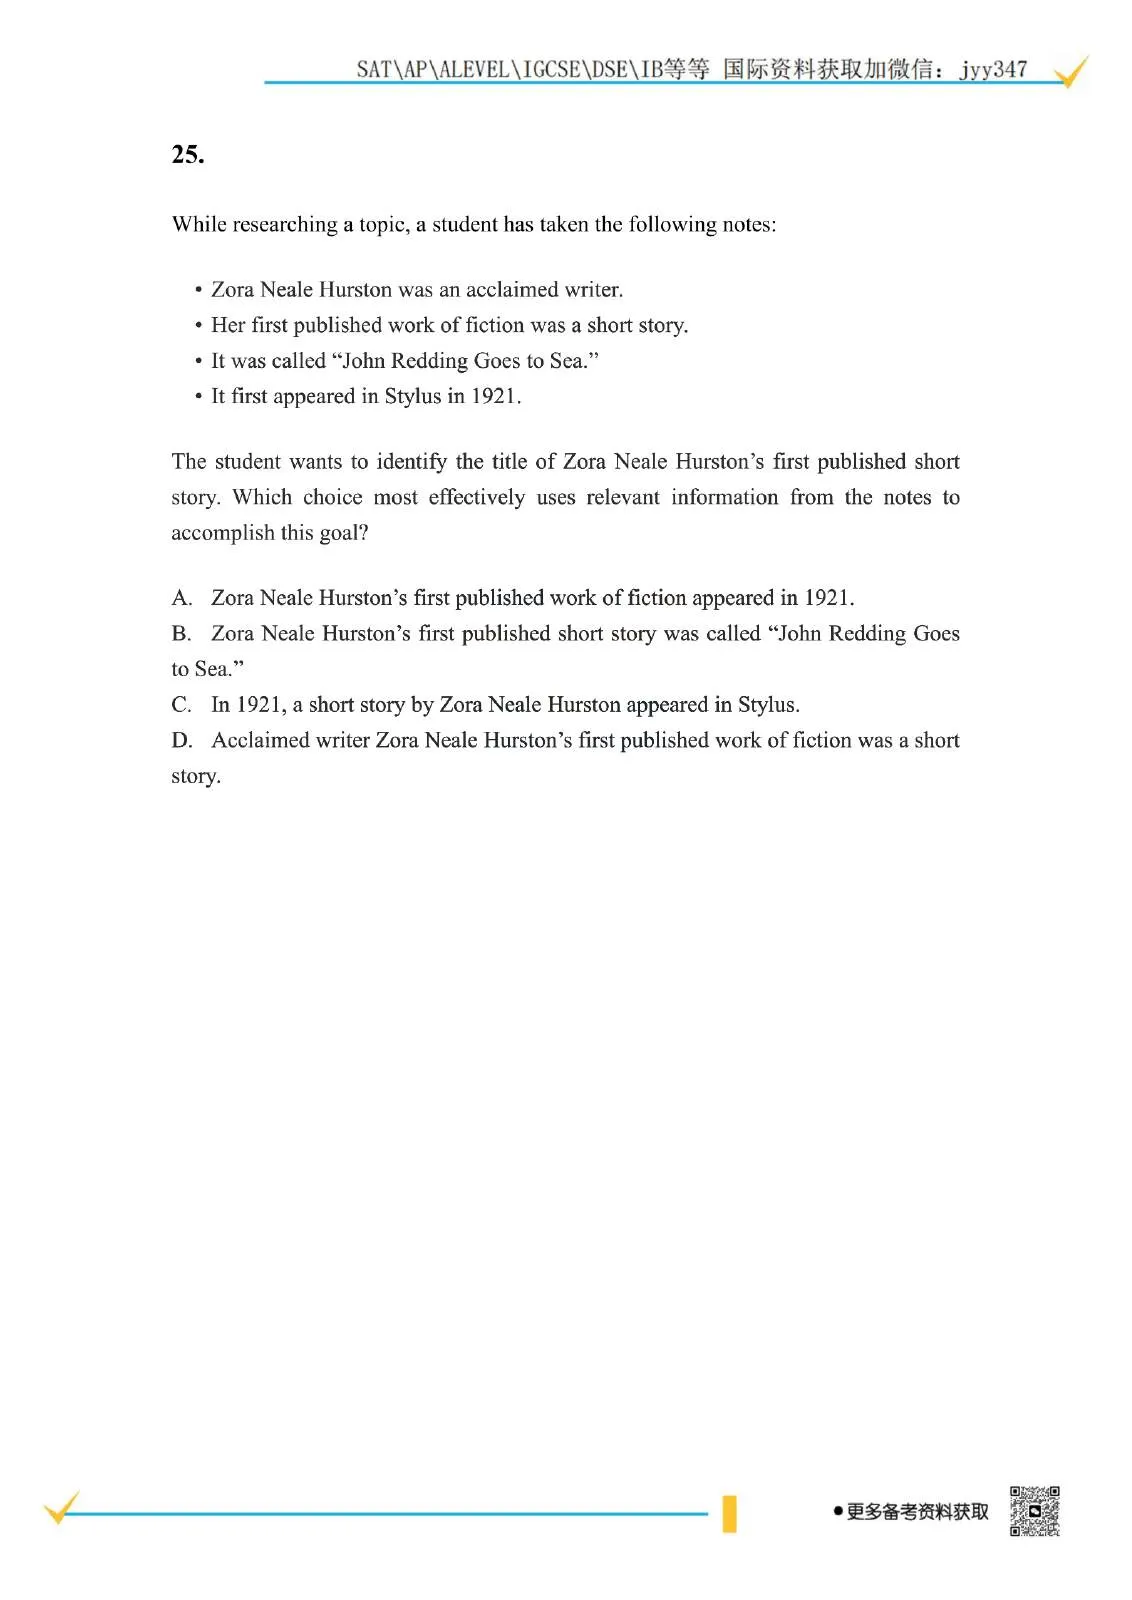 SAT\AP\ALEVEL\IGCSE\DSE\IB等等 国际资料获取加微信：jyy347
25.
While researching a topic, a student has taken the following notes:
• Zora Neale Hurston was an acclaimed writer.
• Her first published work of fiction was a short story.
• It was called “John Redding Goes to Sea.”
• It first appeared in Stylus in 1921.
The student wants to identify the title of Zora Neale Hurston’s first published short
story. Which choice most effectively uses relevant information from the notes to
accomplish this goal?
A. Zora Neale Hurston’s first published work of fiction appeared in 1921.
B. Zora Neale Hurston’s first published short story was called “John Redding Goes
to Sea.”
C. In 1921, a short story by Zora Neale Hurston appeared in Stylus.
D. Acclaimed writer Zora Neale Hurston’s first published work of fiction was a short
story.
●更多备考资料获取